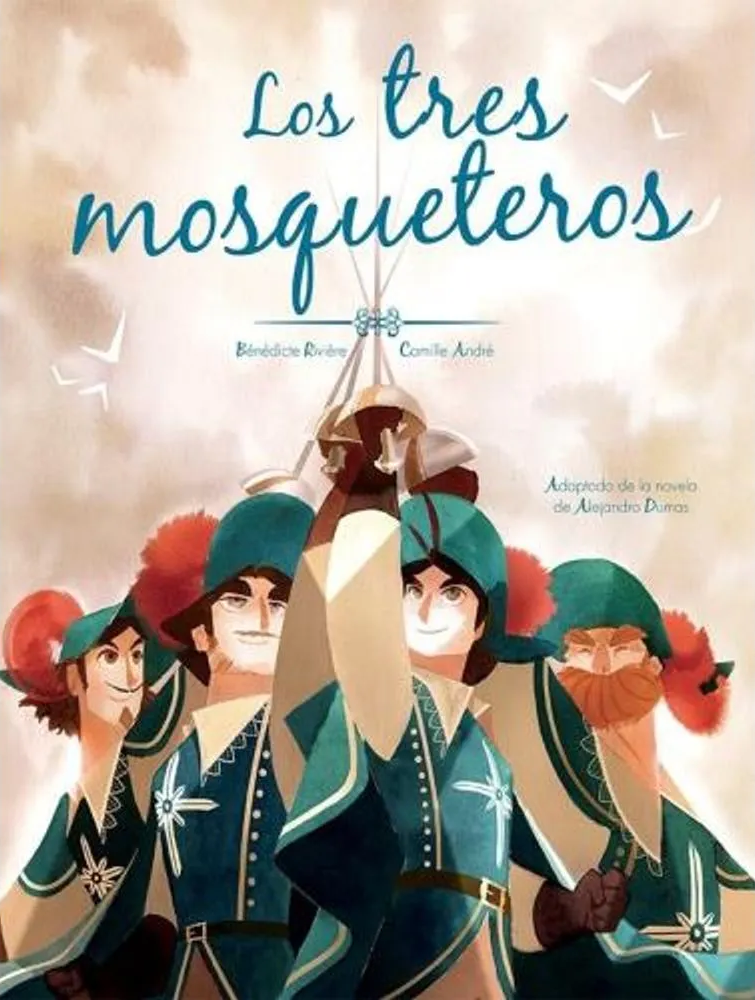 Los tres
mosqueteros
Bénédicte Rivière Camille André
Adaptado de la novela
de Alejandro Dumas